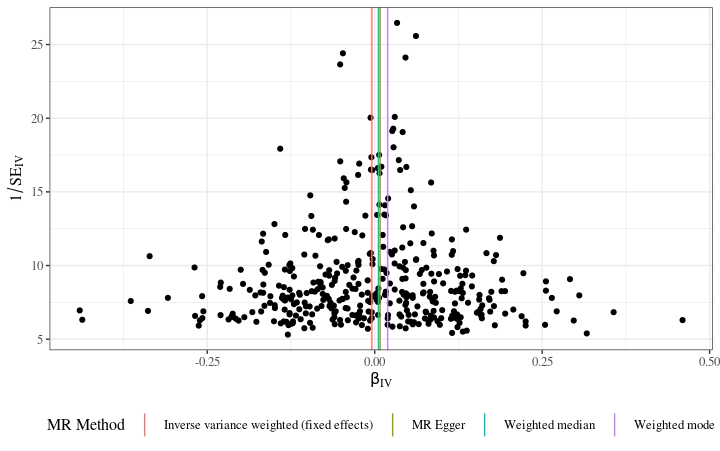 25
20
15
10
5
1/SE_IV
-0.25
0.00
0.25
0.50
β_IV
MR Method
Inverse variance weighted (fixed effects)
MR Egger
Weighted median
Weighted mode